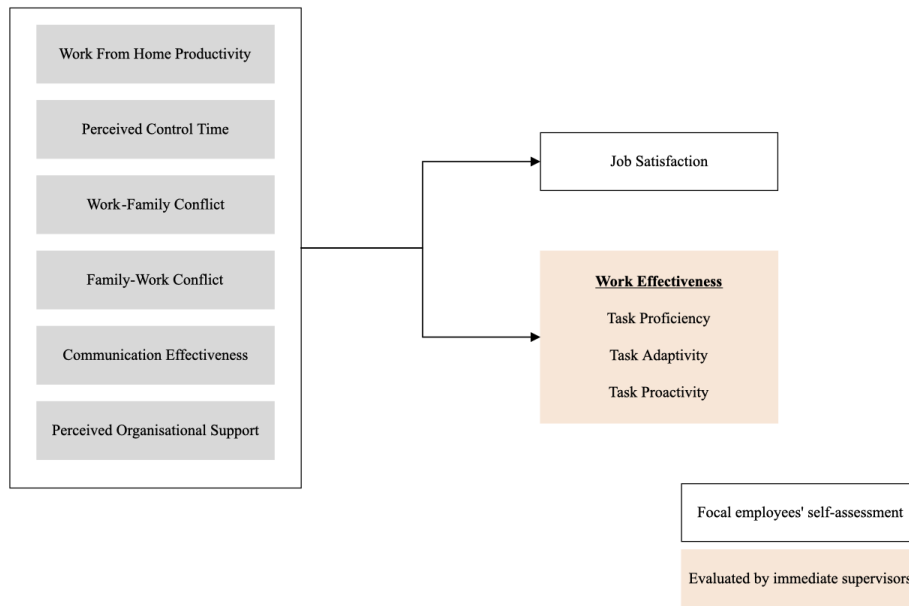 Work From Home Productivity
Perceived Control Time
Work-Family Conflict
Family-Work Conflict
Communication Effectiveness
Perceived Organisational Support
Job Satisfaction
Work Effectiveness
Task Proficiency
Task Adaptivity
Task Proactivity
Focal employees' self-assessment
Evaluated by immediate supervisors